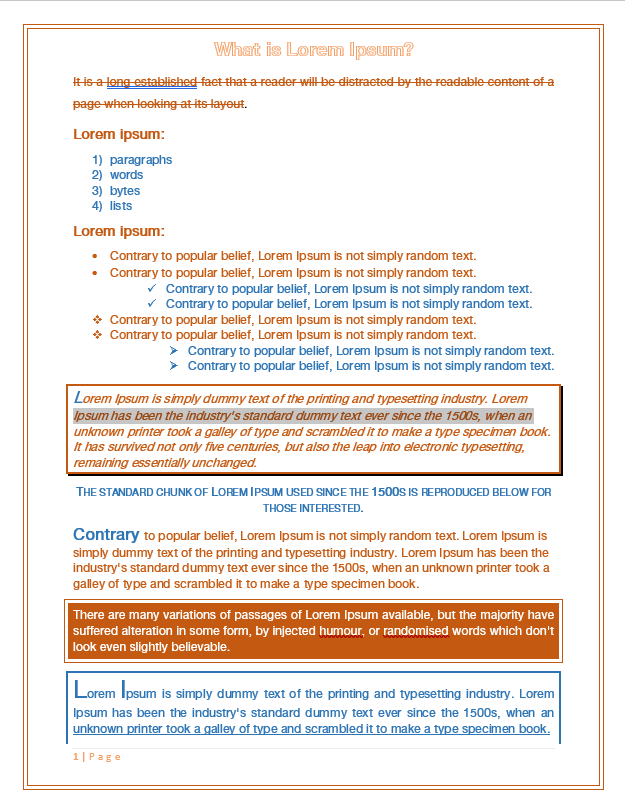 What is Lorem Ipsum?
It is a long established fact that a reader will be distracted by the readable content of a
page when looking at its layout.
Lorem ipsum:
1) paragraphs
2) words
3) bytes
4) lists
Lorem ipsum:
• Contrary to popular belief, Lorem Ipsum is not simply random text.
• Contrary to popular belief, Lorem Ipsum is not simply random text.
✓ Contrary to popular belief, Lorem Ipsum is not simply random text.
✓ Contrary to popular belief, Lorem Ipsum is not simply random text.
❖ Contrary to popular belief, Lorem Ipsum is not simply random text.
❖ Contrary to popular belief, Lorem Ipsum is not simply random text.
➢ Contrary to popular belief, Lorem Ipsum is not simply random text.
➢ Contrary to popular belief, Lorem Ipsum is not simply random text.
Lorem Ipsum is simply dummy text of the printing and typesetting industry. Lorem
Ipsum has been the industry's standard dummy text ever since the 1500s, when an
unknown printer took a galley of type and scrambled it to make a type specimen book.
It has survived not only five centuries, but also the leap into electronic typesetting,
remaining essentially unchanged.
THE STANDARD CHUNK OF LOREM IPSUM USED SINCE THE 1500S IS REPRODUCED BELOW FOR
THOSE INTERESTED.
Contrary to popular belief, Lorem Ipsum is not simply random text. Lorem Ipsum is
simply dummy text of the printing and typesetting industry. Lorem Ipsum has been the
industry's standard dummy text ever since the 1500s, when an unknown printer took a
galley of type and scrambled it to make a type specimen book.
There are many variations of passages of Lorem Ipsum available, but the majority have
suffered alteration in some form, by injected humour, or randomised words which don't
look even slightly believable.
Lorem Ipsum is simply dummy text of the printing and typesetting industry. Lorem
Ipsum has been the industry's standard dummy text ever since the 1500s, when an
unknown printer took a galley of type and scrambled it to make a type specimen book.
1 | Page